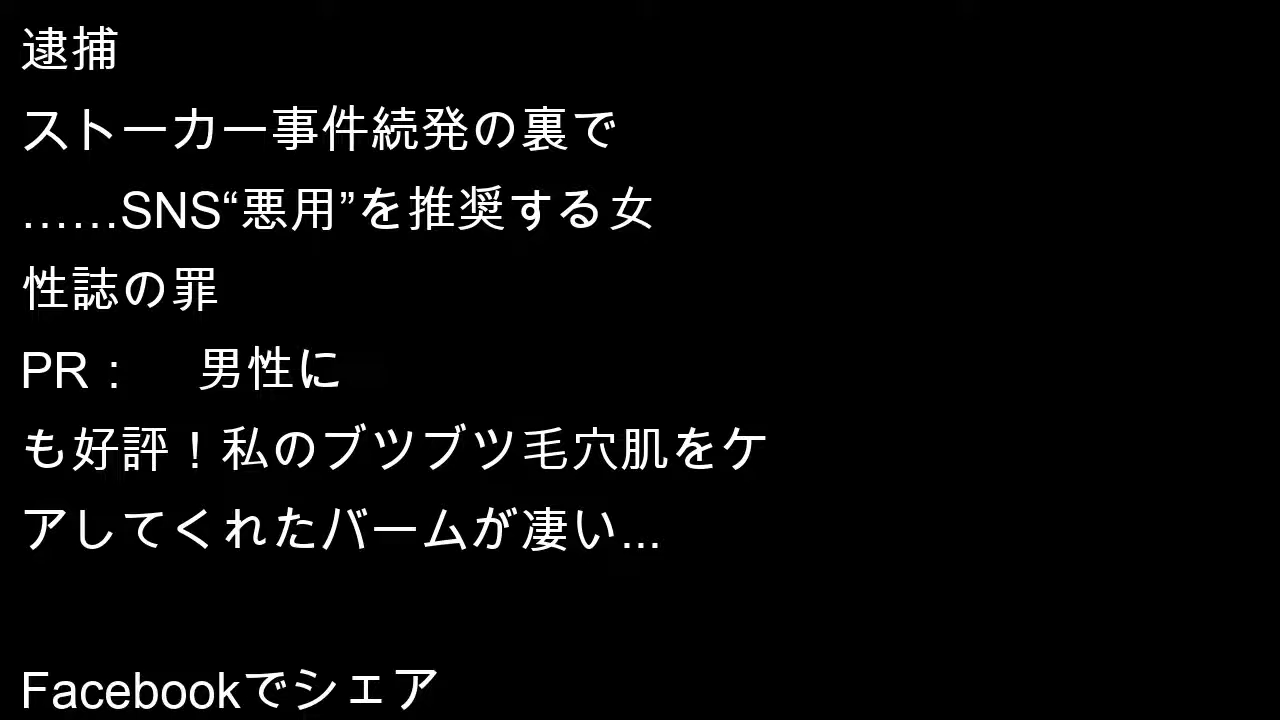 逮捕
ストーカー事件続発の裏で
……SNS“悪用”を推奨する女
性誌の罪
PR： 男性に
も好評！私のブツブツ毛穴肌をケ
アしてくれたバームが凄い...
Facebookでシェア